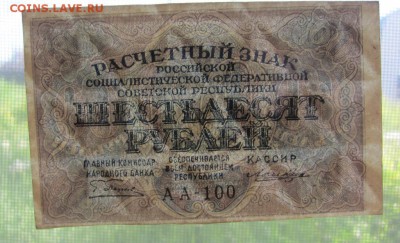 COINS.LAVE.RU
РАСЧЕТНЫЙ ЗНАК
РОССИЙСКОЙ
СОЦИАЛИСТИЧЕСКОЙ ФЕДЕРАТИВНОЙ
СОВЕТСКОЙ РЕСПУБЛИКИ
ШЕСТЬДЕСЯТ
РУБЛЕЙ
ГЛАВНЫЙ КОМИССАР
НАРОДНОГО БАНКА
ОБЕСПЕЧИВАЕТСЯ
ВСЕМ ДОСТОЯНИЕМ
РЕСПУБЛИКИ
КАССИР
АА-100